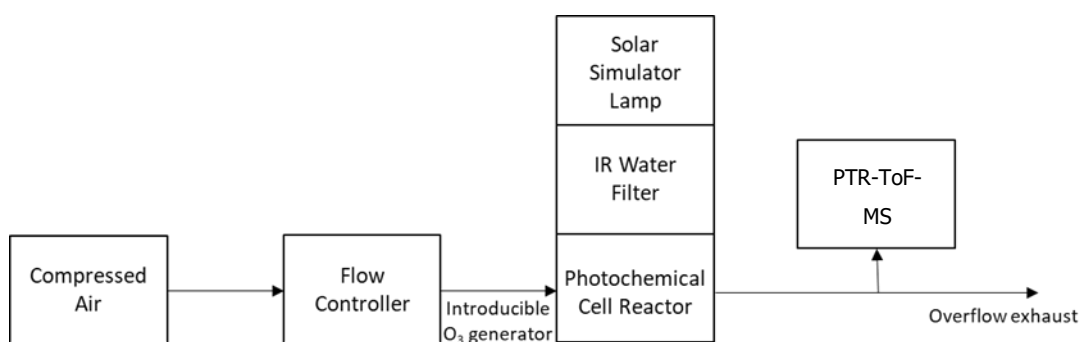 Solar
Simulator
Lamp
IR Water
Filter
PTR-ToF-
MS
Compressed
Air
Flow
Controller
Introducible
O₃ generator
Photochemical
Cell Reactor
Overflow exhaust